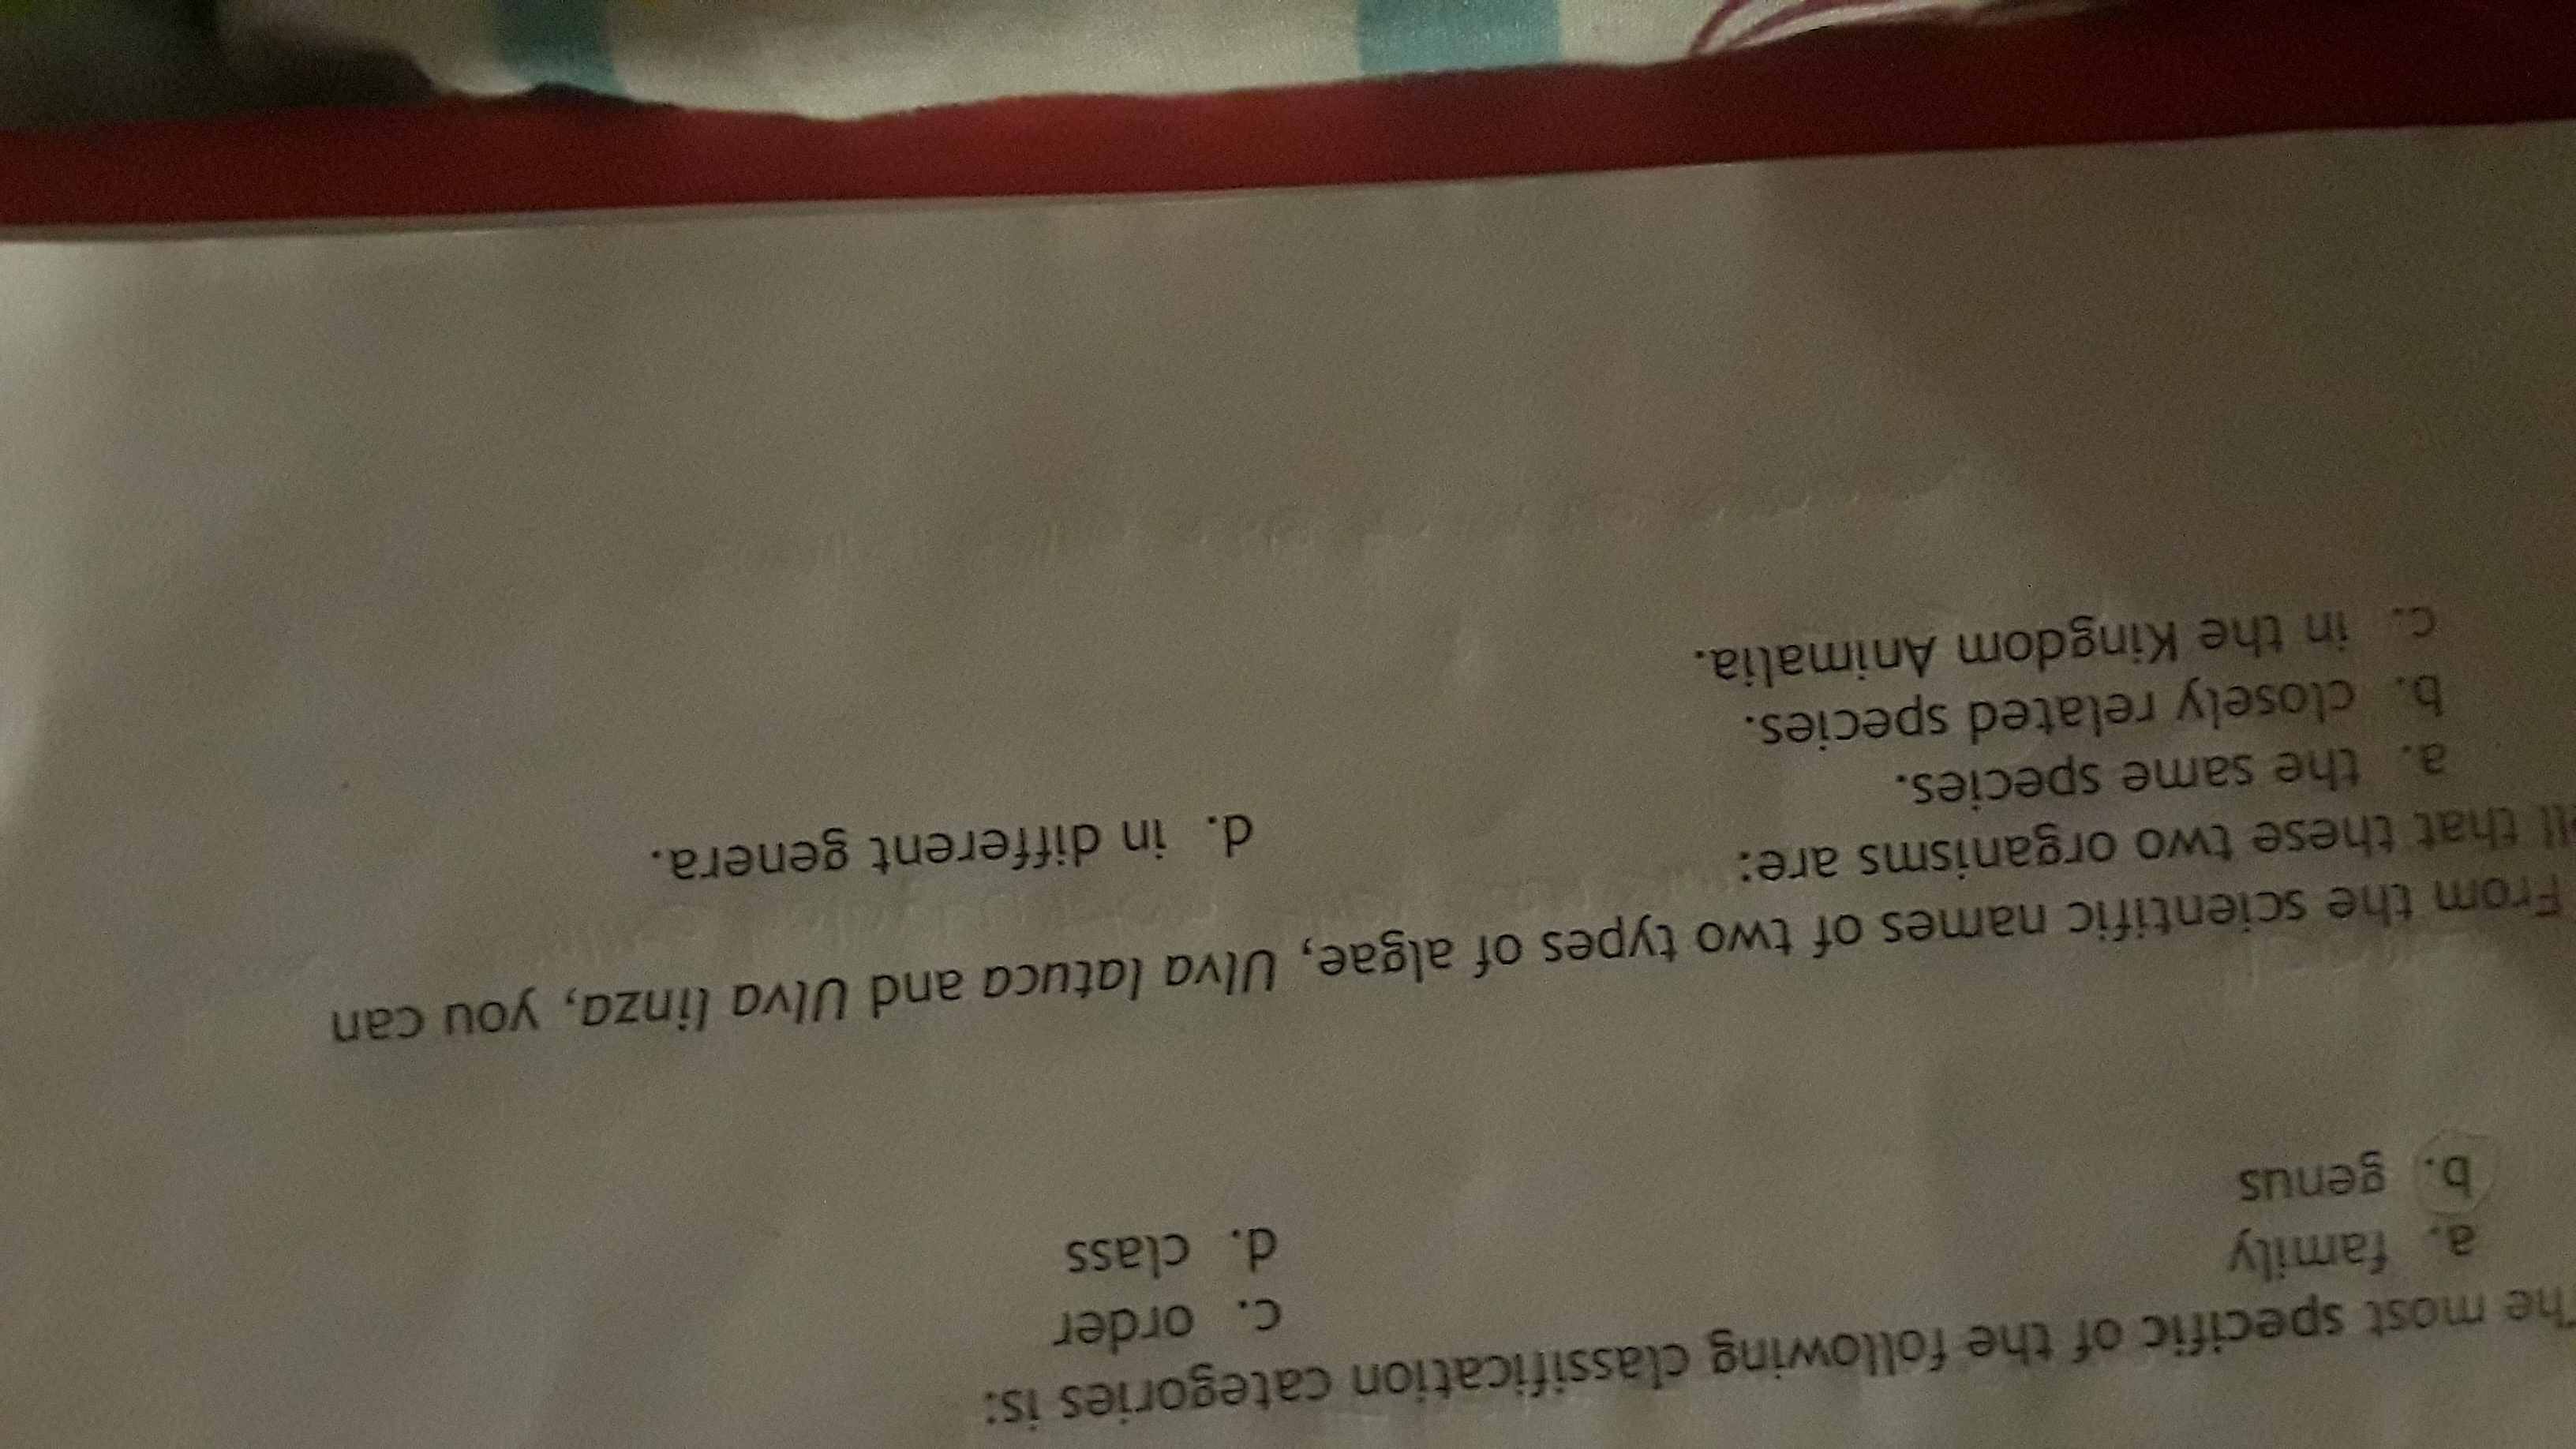 he most specific of the following classification categories is:
a. family
b. genus
c. order
d. class
From the scientific names of two types of algae, Ulva latuca and Ulva linza, you can
ll that these two organisms are:
a. the same species.
b. closely related species.
c. in the Kingdom Animalia.
d. in different genera.